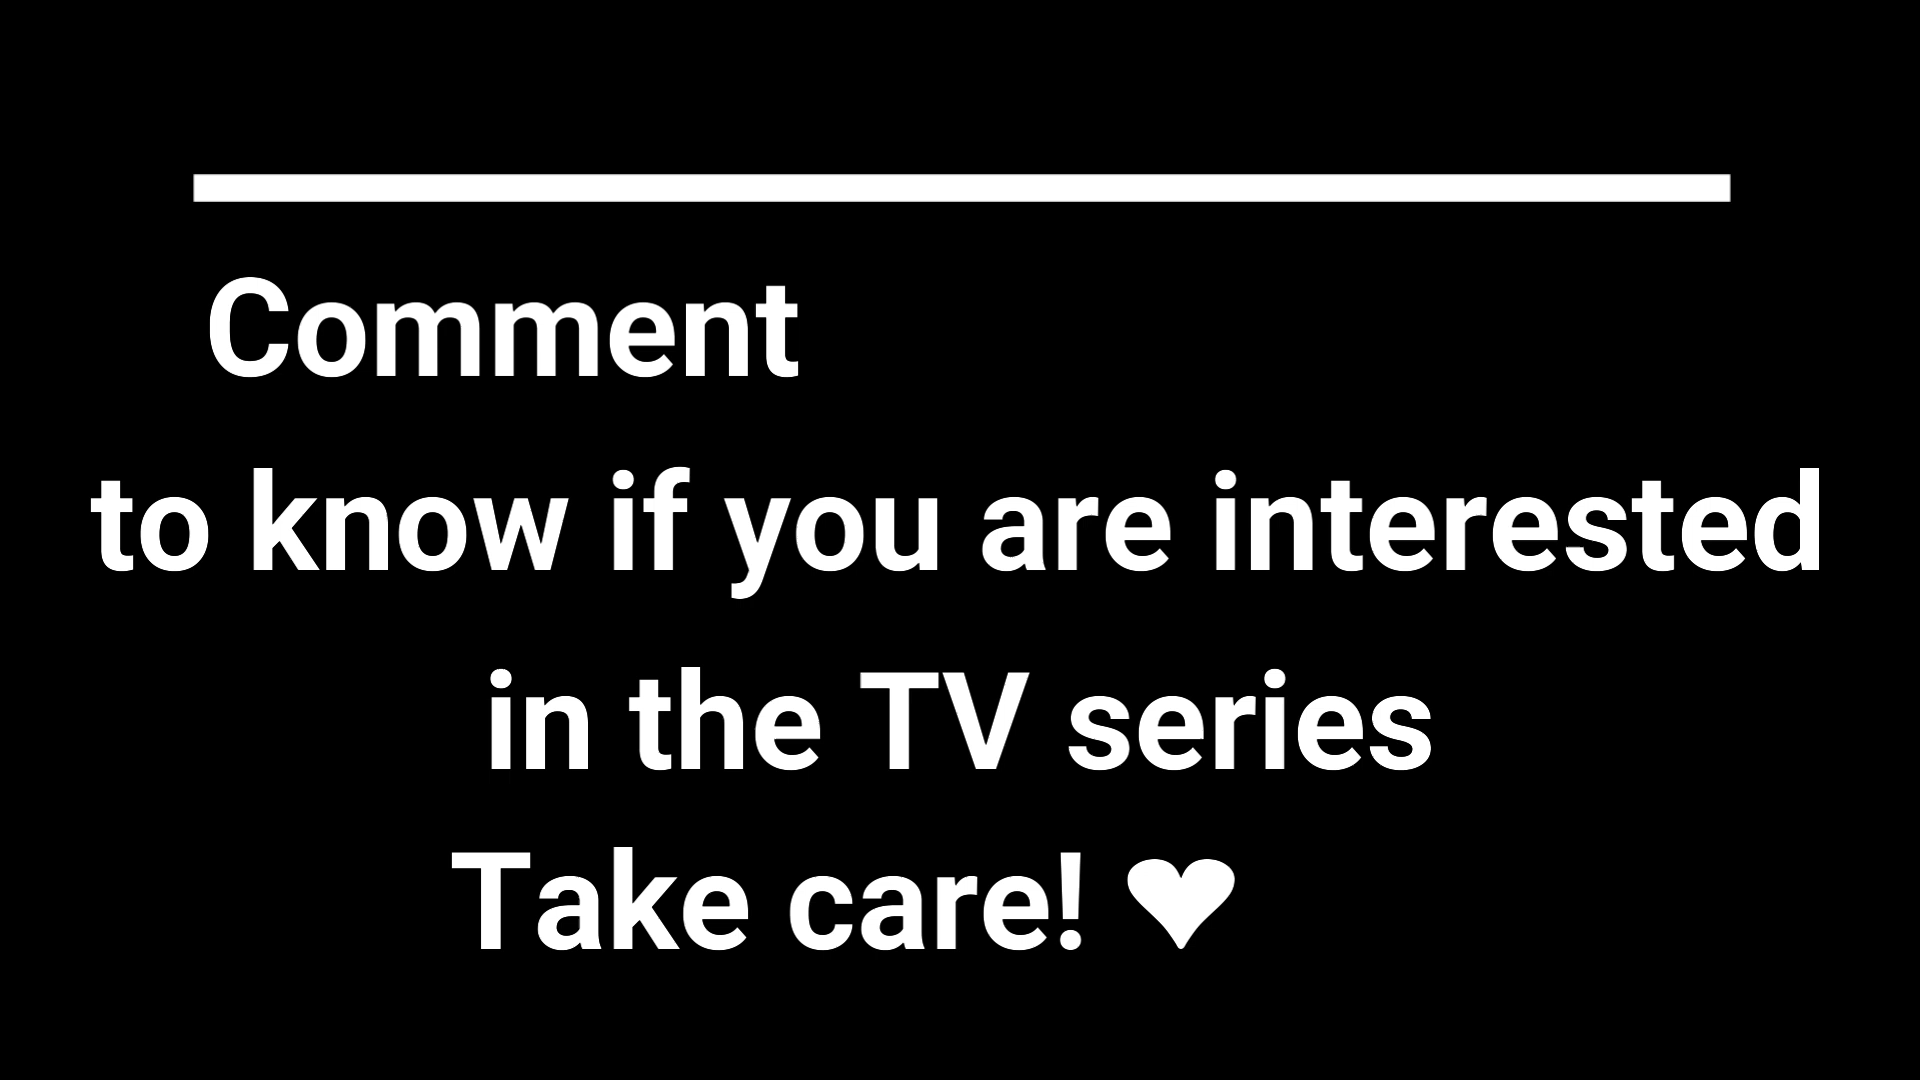 Comment
to know if you are interested
in the TV series
Take care! ♥